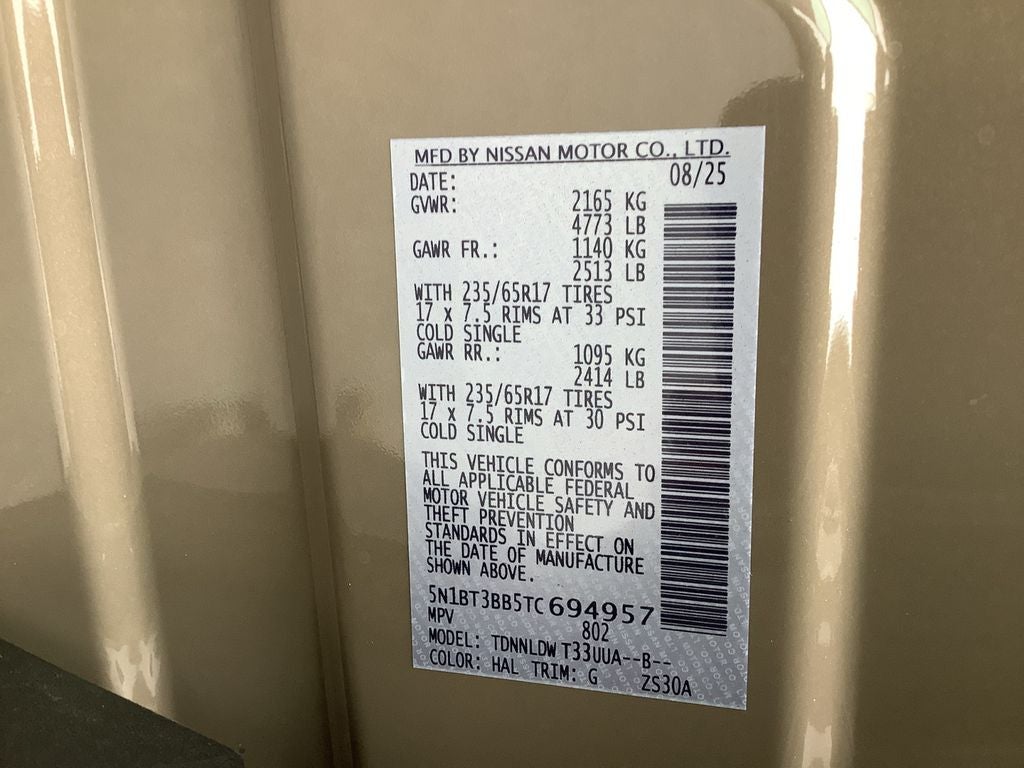 MFD BY NISSAN MOTOR CO., LTD.
DATE: 08/25
GVWR: 2165 KG
4773 LB
GAWR FR.: 1140 KG
2513 LB
WITH 235/65R17 TIRES
17 x 7.5 RIMS AT 33 PSI
COLD SINGLE
GAWR RR.: 1095 KG
2414 LB
WITH 235/65R17 TIRES
17 x 7.5 RIMS AT 30 PSI
COLD SINGLE
THIS VEHICLE CONFORMS TO
ALL APPLICABLE FEDERAL
MOTOR VEHICLE SAFETY AND
THEFT PREVENTION
STANDARDS IN EFFECT ON
THE DATE OF MANUFACTURE
SHOWN ABOVE.
5N1BT3BB5TC694957
MPV 802
MODEL: TDNNLDW T33UUA--B--
COLOR: HAL TRIM: G ZS30A